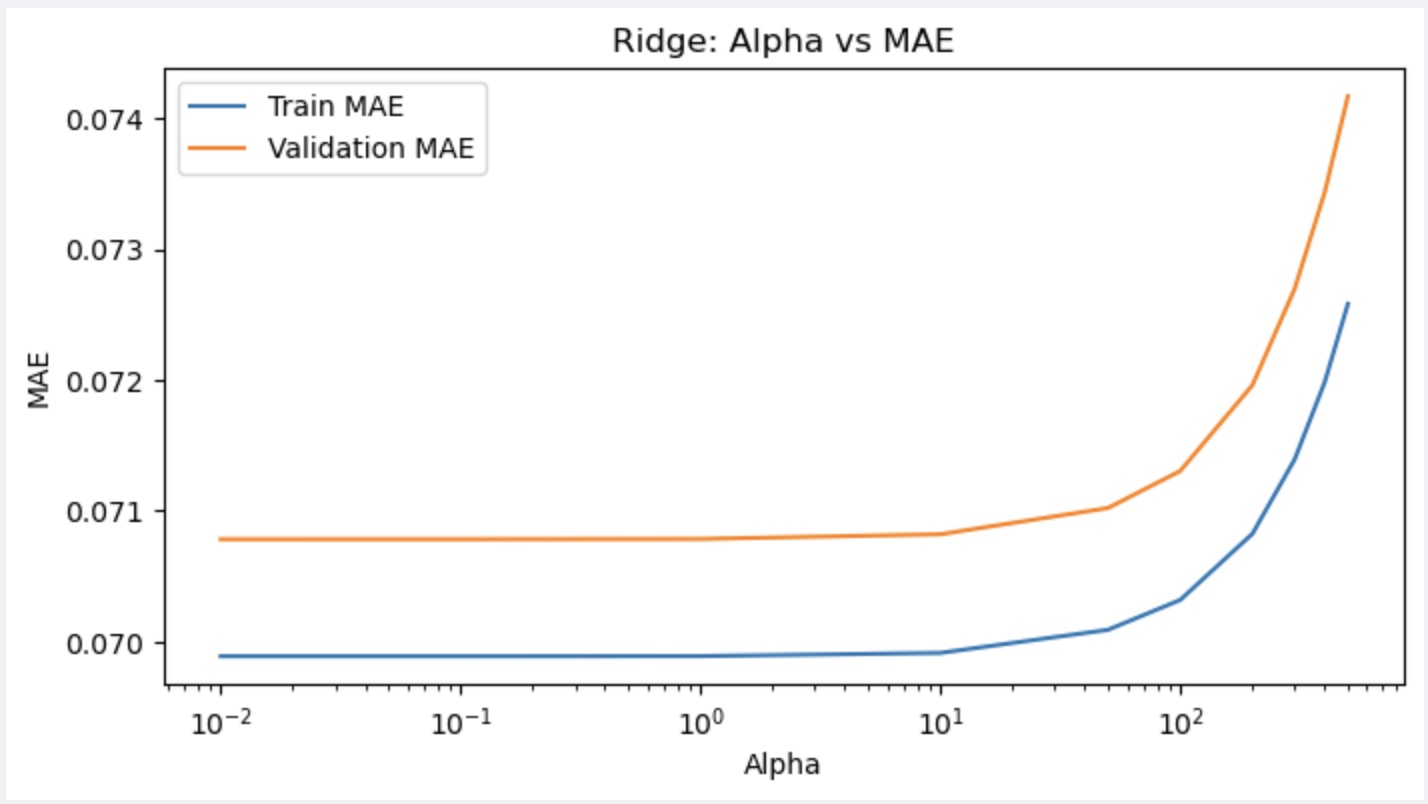 Ridge: Alpha vs MAE
Train MAE
Validation MAE
0.074
0.073
0.072
0.071
0.070
MAE
10⁻² 10⁻¹ 10⁰ 10¹ 10²
Alpha